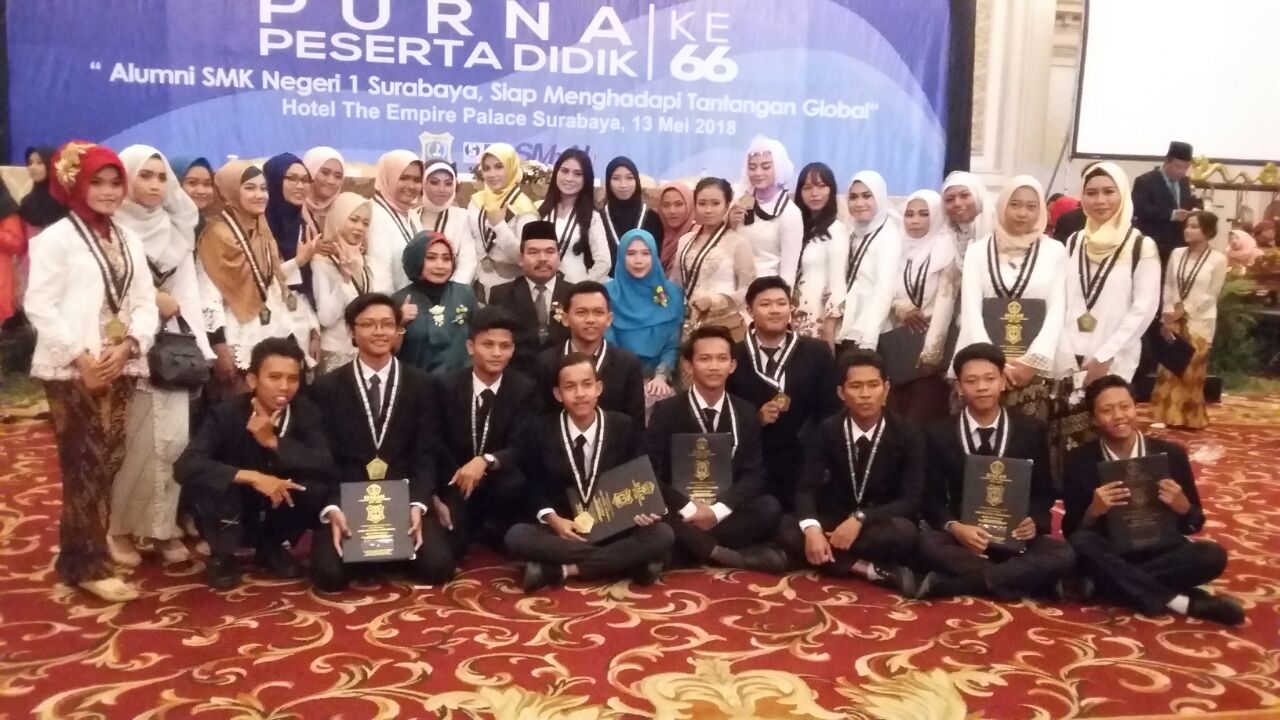 PURNA
PESERTA DIDIK
KE
66
“ Alumni SMK Negeri 1 Surabaya, Siap Menghadapi Tantangan Global“
Hotel The Empire Palace Surabaya, 13 Mei 2018